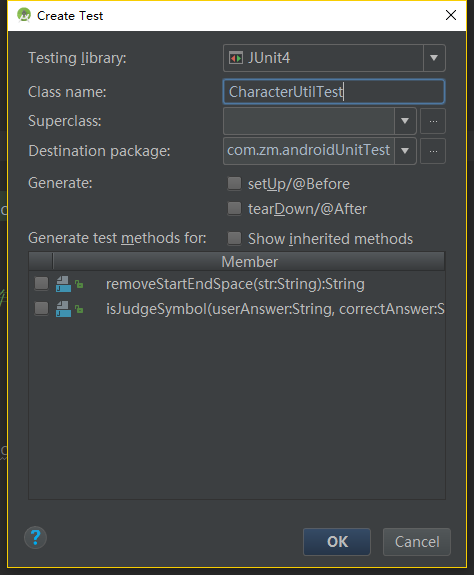 Create Test
Testing library:
JUnit4
Class name:
CharacterUtilTest
Superclass:
...
Destination package:
com.zm.androidUnitTest
...
Generate:
setUp/@Before
tearDown/@After
Generate test methods for:
Show inherited methods
Member
removeStartEndSpace(str:String):String
isJudgeSymbol(userAnswer:String, correctAnswer:S
?
OK
Cancel